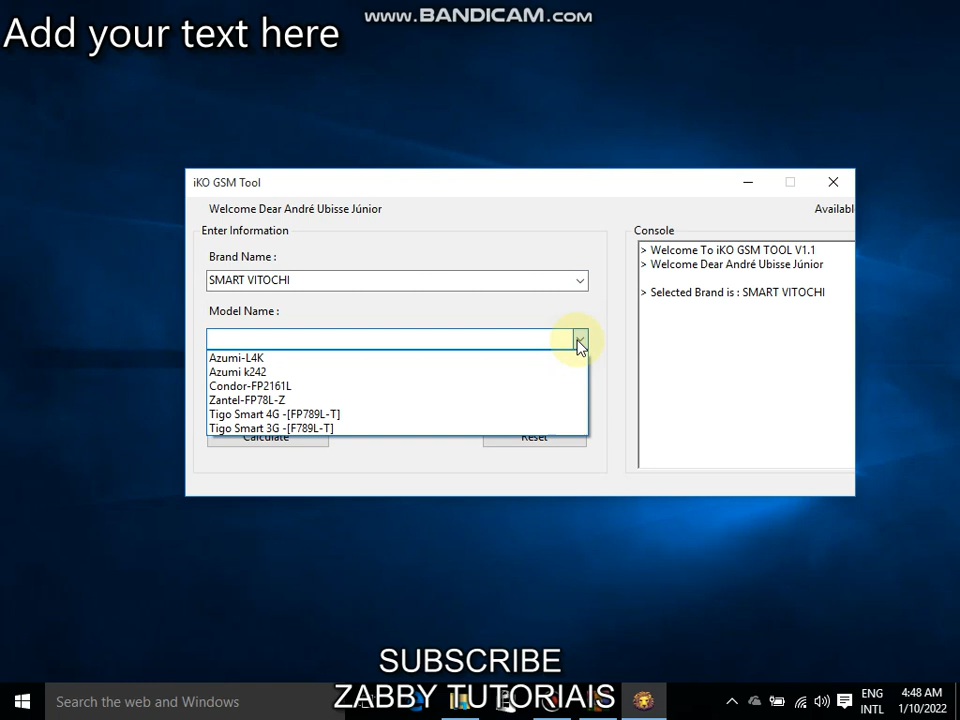 Add your text here
www.BANDICAM.com
iKO GSM Tool
Welcome Dear André Ubisse Júnior
Availabl
Enter Information
Brand Name :
SMART VITOCHI
Model Name :
Azumi-L4K
Azumi k242
Condor-FP2161L
Zantel-FP78L-Z
Tigo Smart 4G -[FP789L-T]
Tigo Smart 3G -[F789L-T]
Calculate
Reset
Console
> Welcome To iKO GSM TOOL V1.1
> Welcome Dear André Ubisse Júnior
> Selected Brand is : SMART VITOCHI
SUBSCRIBE
ZABBY TUTORIAlS
Search the web and Windows
ENG
INTL
4:48 AM
1/10/2022